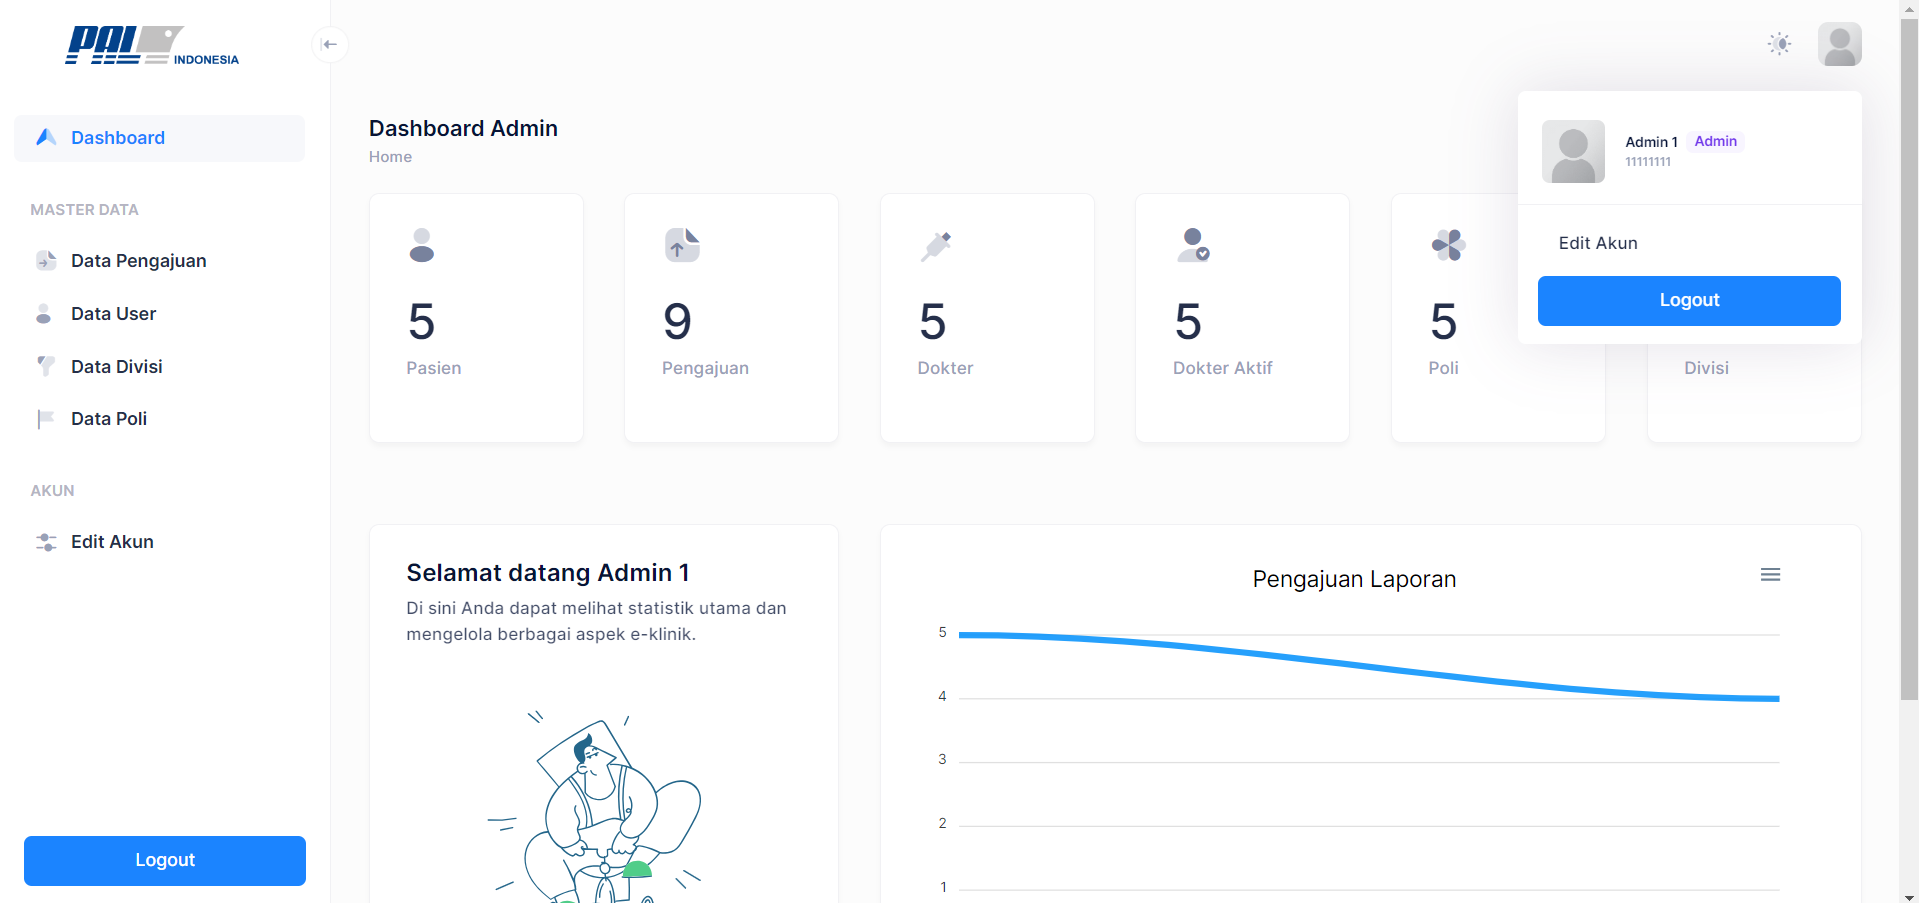 PAL INDONESIA
Dashboard
MASTER DATA
Data Pengajuan
Data User
Data Divisi
Data Poli
AKUN
Edit Akun
Logout
Dashboard Admin
Home
Admin 1 Admin
11111111
Edit Akun
Logout
5
Pasien
9
Pengajuan
5
Dokter
5
Dokter Aktif
5
Poli
Divisi
Selamat datang Admin 1
Di sini Anda dapat melihat statistik utama dan
mengelola berbagai aspek e-klinik.
Pengajuan Laporan
5
4
3
2
1